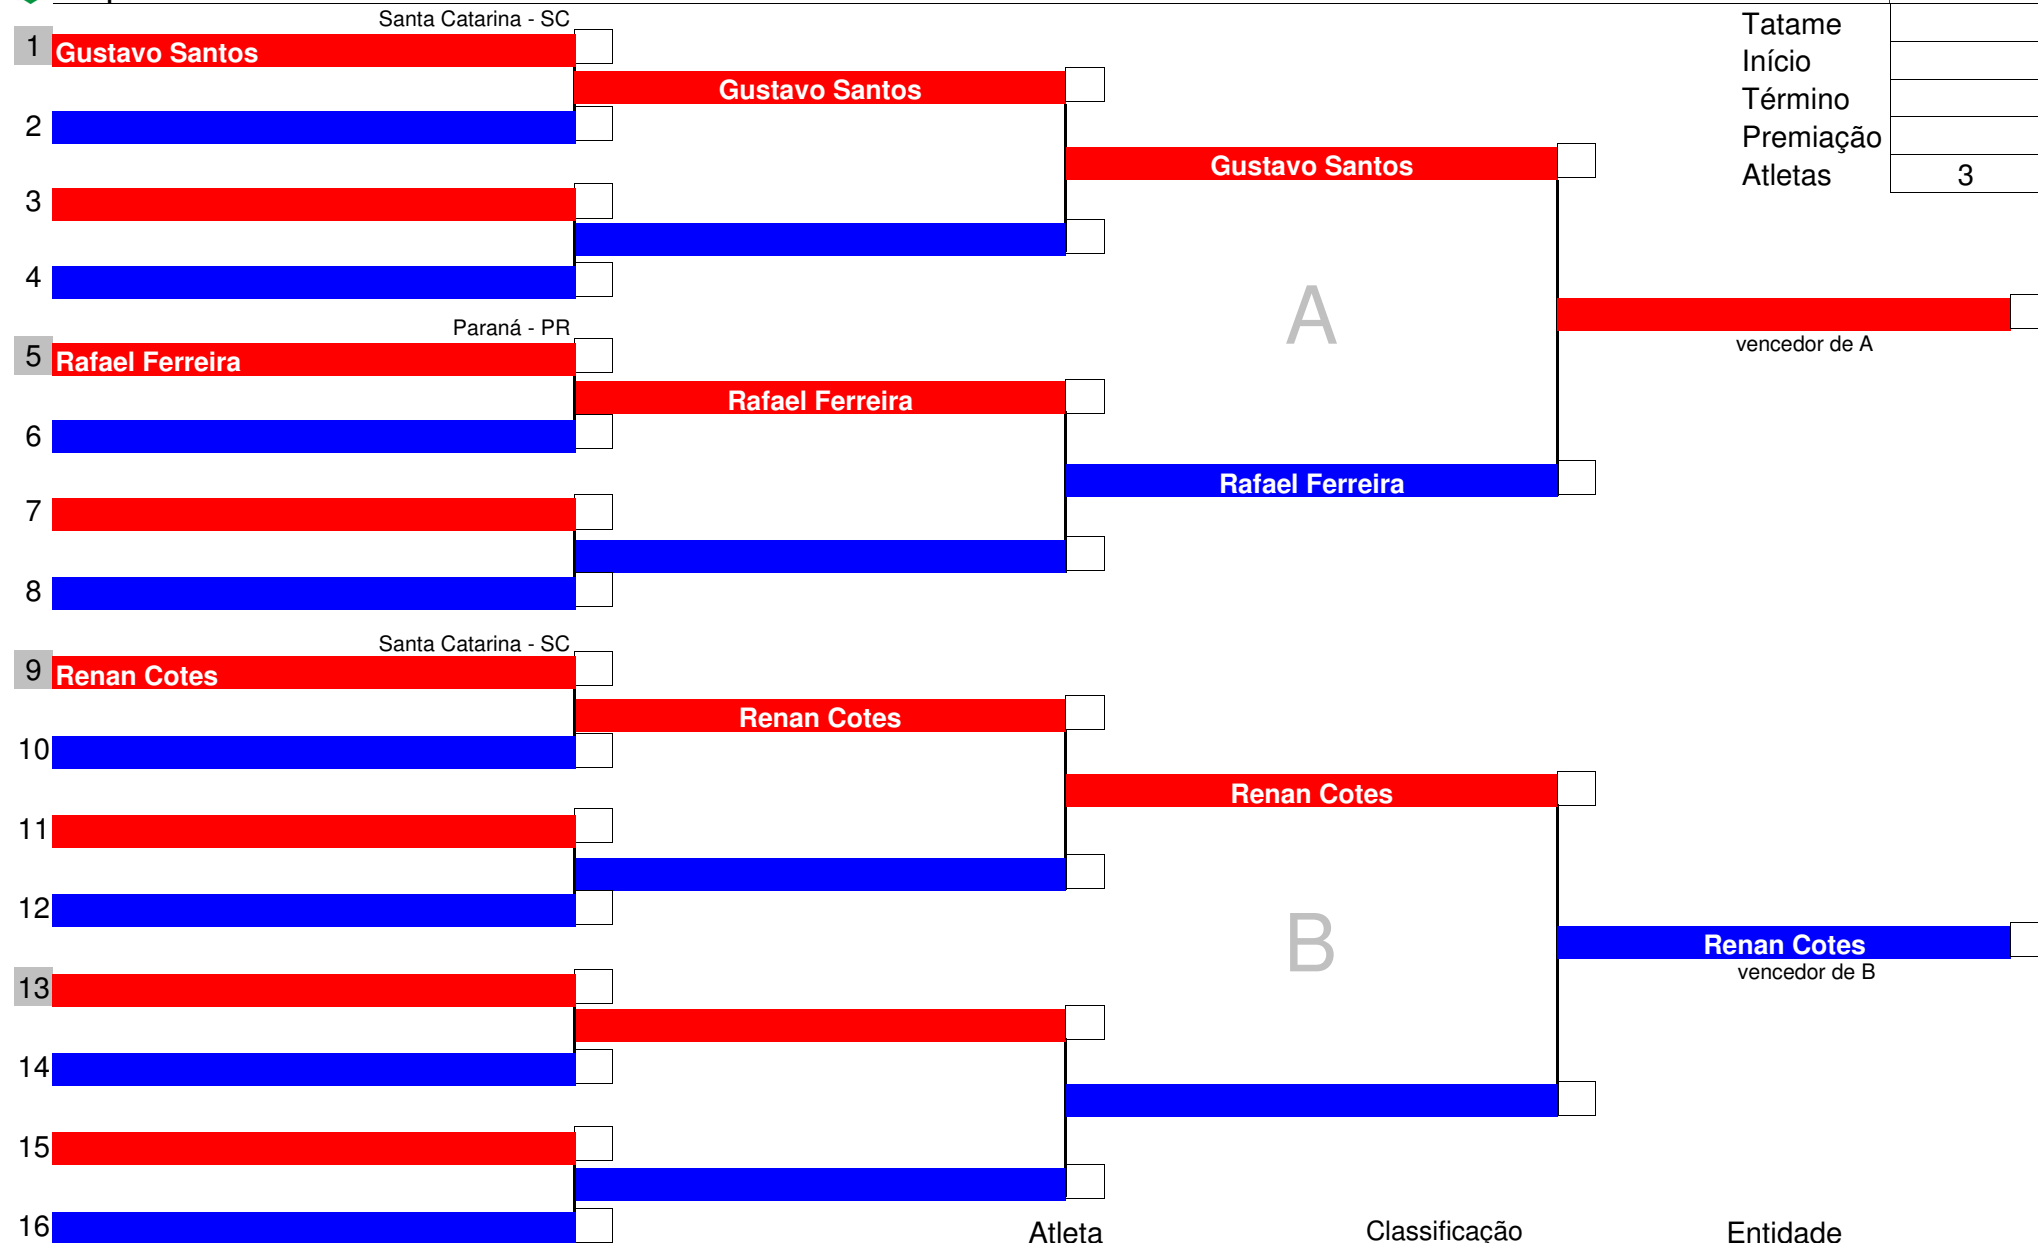 Santa Catarina - SC
Tatame
1 Gustavo Santos
Gustavo Santos
Início
Término
2
Premiação
Gustavo Santos
Atletas 3
3
4
A
Paraná - PR
vencedor de A
5 Rafael Ferreira
Rafael Ferreira
6
Rafael Ferreira
7
8
Santa Catarina - SC
9 Renan Cotes
Renan Cotes
10
Renan Cotes
11
12
B
Renan Cotes
vencedor de B
13
14
15
16
Atleta Classificação Entidade